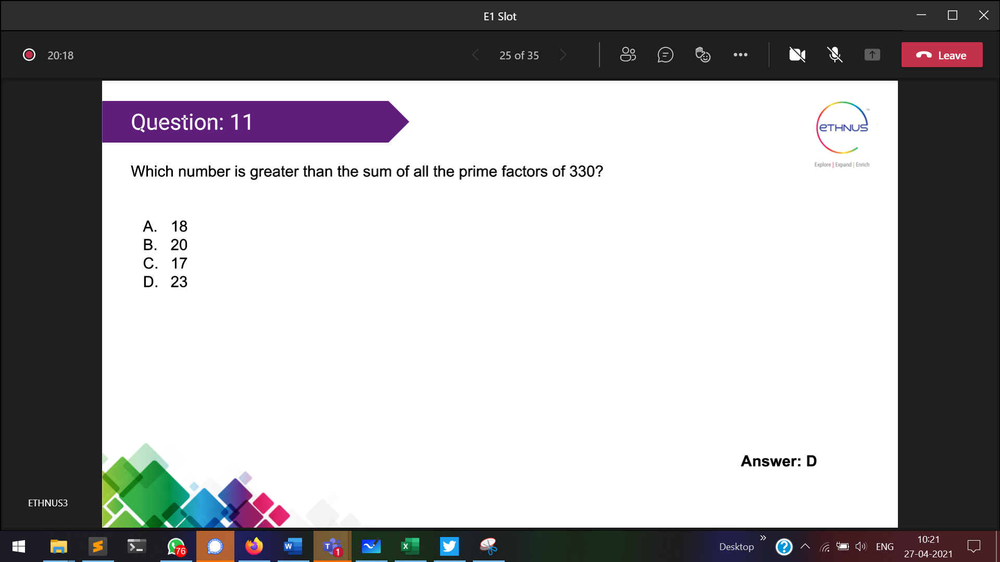 E1 Slot
20:18
25 of 35
Leave
Question: 11
eTHNUS
TM
Explore | Expand | Enrich
Which number is greater than the sum of all the prime factors of 330?
A. 18
B. 20
C. 17
D. 23
Answer: D
ETHNUS3
76
W
T
1
X
Desktop
»
?
ENG
10:21
27-04-2021